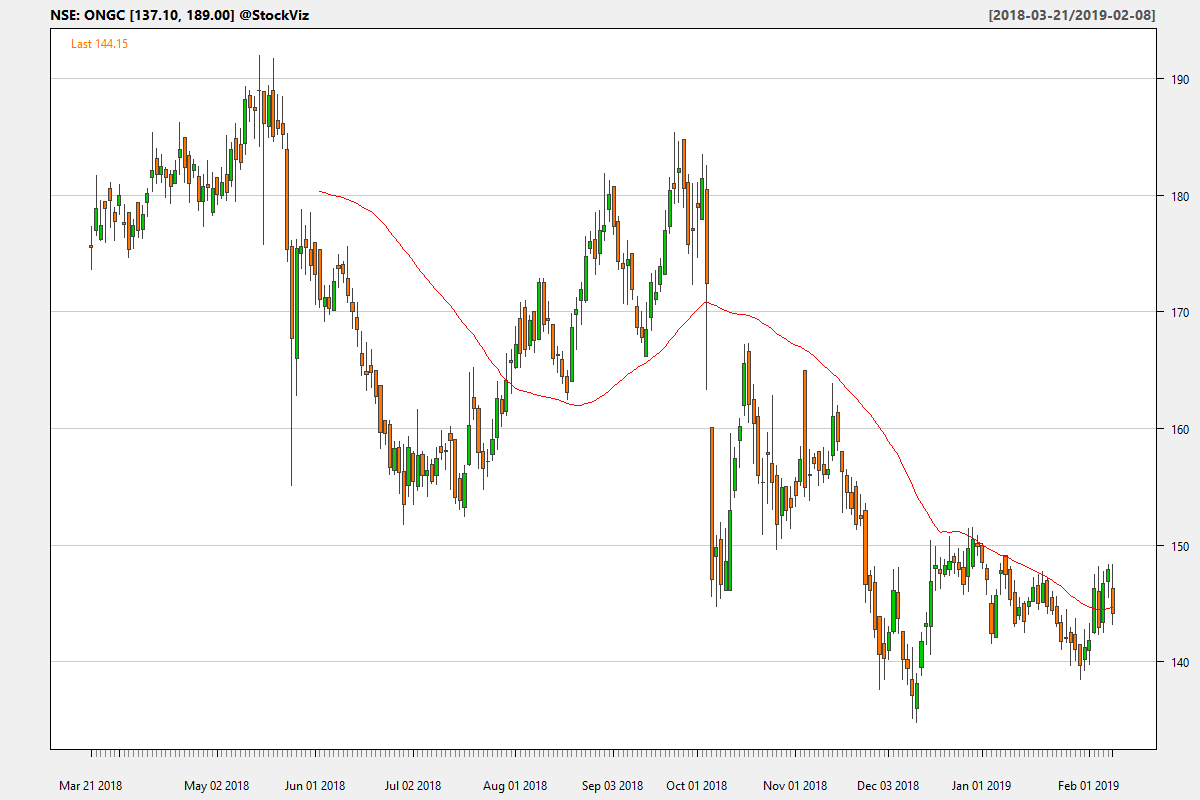 NSE: ONGC [137.10, 189.00] @StockViz [2018-03-21/2019-02-08]
Last 144.15
190
180
170
160
150
140
Mar 21 2018 May 02 2018 Jun 01 2018 Jul 02 2018 Aug 01 2018 Sep 03 2018 Oct 01 2018 Nov 01 2018 Dec 03 2018 Jan 01 2019 Feb 01 2019